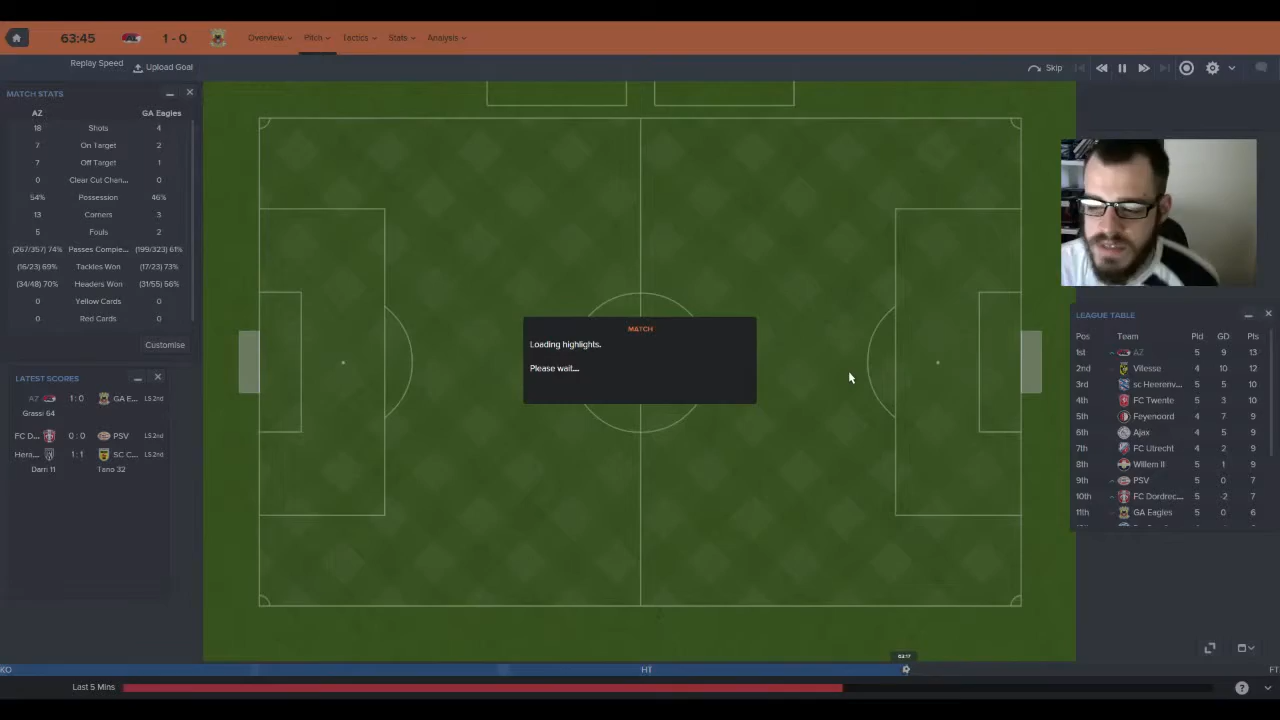 63:45 AZ 1 - 0 Overview Pitch Tactics Stats Analysis
Replay Speed Upload Goal Skip
MATCH STATS
AZ GA Eagles
18 Shots 4
7 On Target 2
7 Off Target 1
0 Clear Cut Chan... 0
54% Possession 46%
13 Corners 3
5 Fouls 2
(267/357) 74% Passes Comple... (199/323) 61%
(16/23) 69% Tackles Won (17/23) 73%
(34/48) 70% Headers Won (31/55) 56%
0 Yellow Cards 0
0 Red Cards 0
Customise
LATEST SCORES
AZ 1:0 GA E... LS 2nd
Grassi 64
FC D... 0:0 PSV LS 2nd
Hera... 1:1 SC C... LS 2nd
Darri 11 Tano 32
MATCH
Loading highlights.
Please wait...
LEAGUE TABLE
Pos Team Pld GD Pts
1st AZ 5 9 13
2nd Vitesse 4 10 12
3rd sc Heerenv... 5 5 10
4th FC Twente 5 3 10
5th Feyenoord 4 7 9
6th Ajax 4 5 9
7th FC Utrecht 4 2 9
8th Willem II 5 1 9
9th PSV 5 0 7
10th FC Dordrec... 5 -2 7
11th GA Eagles 5 0 6
KO HT FT
Last 5 Mins